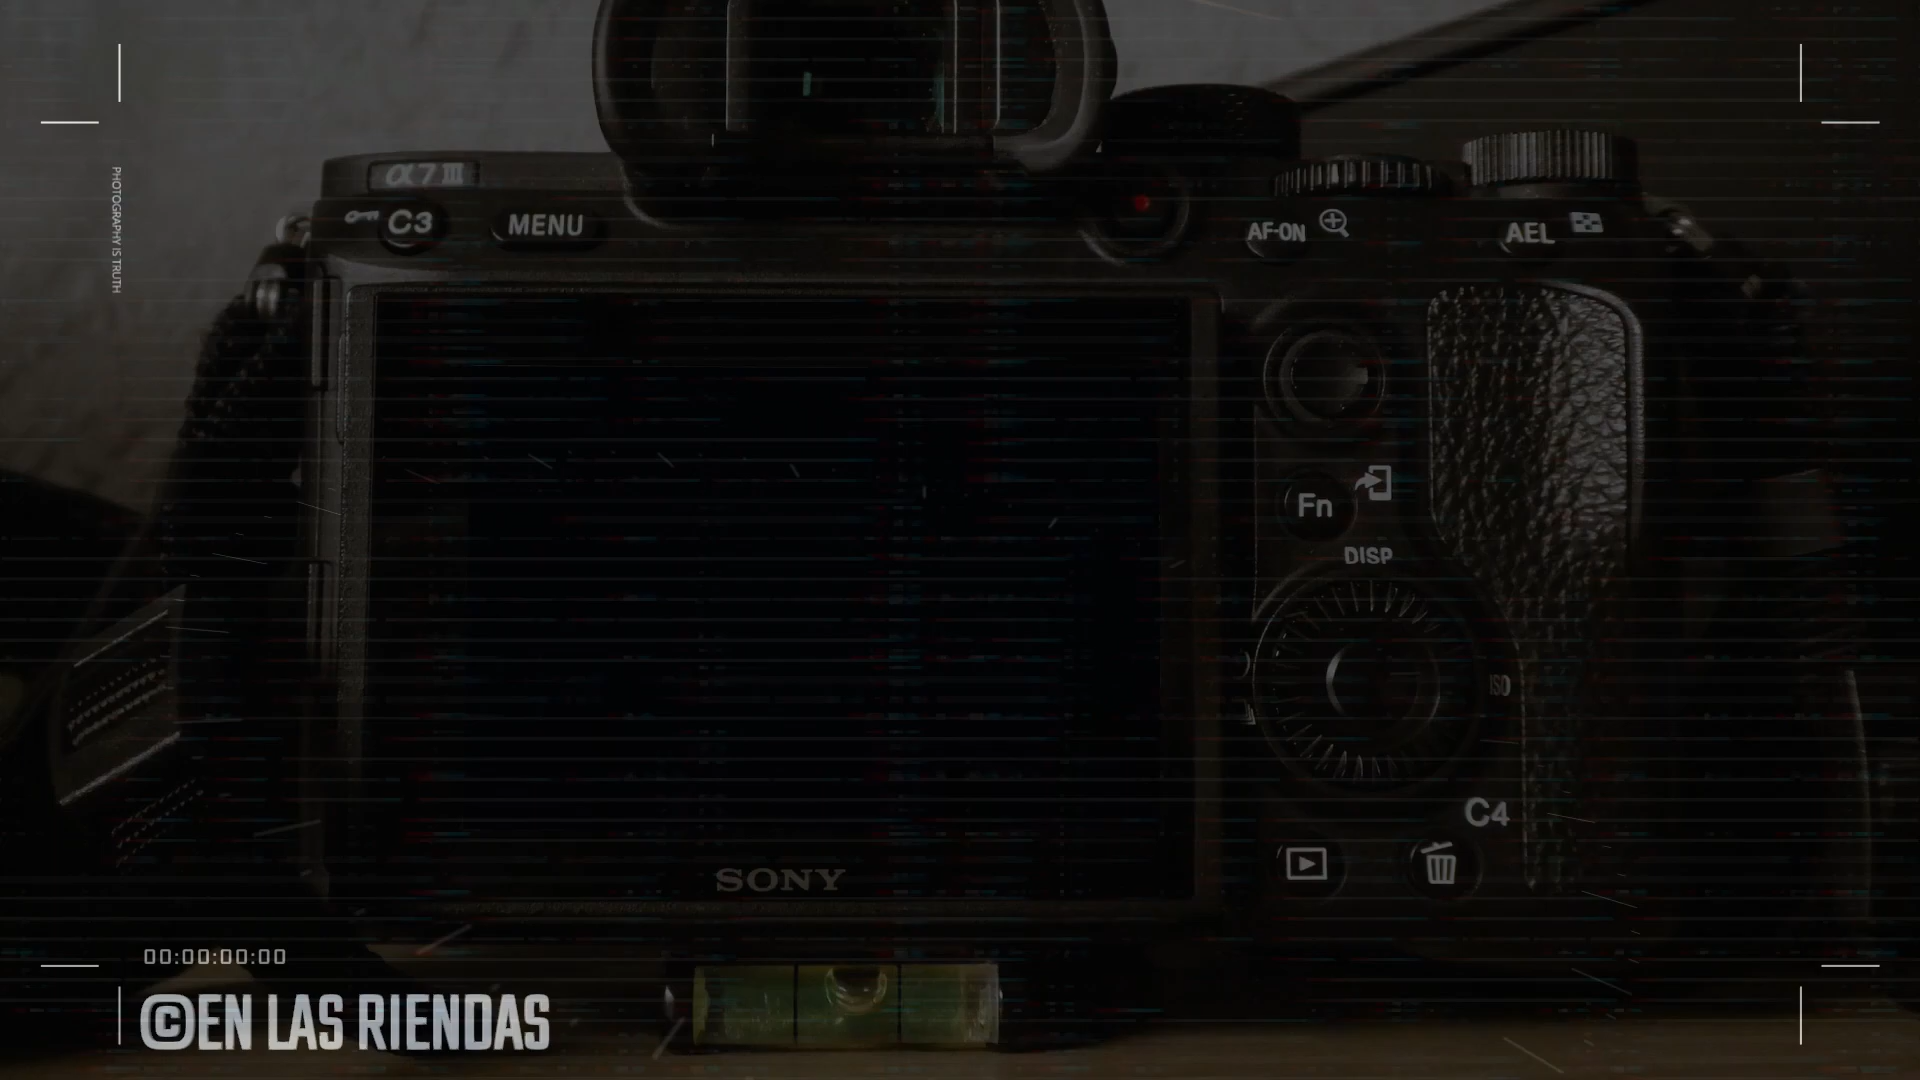 PHOTOGRAPHY IS TRUTH
α7III
C3
MENU
AF-ON
AEL
Fn
DISP
ISO
C4
SONY
00:00:00:00
©EN LAS RIENDAS